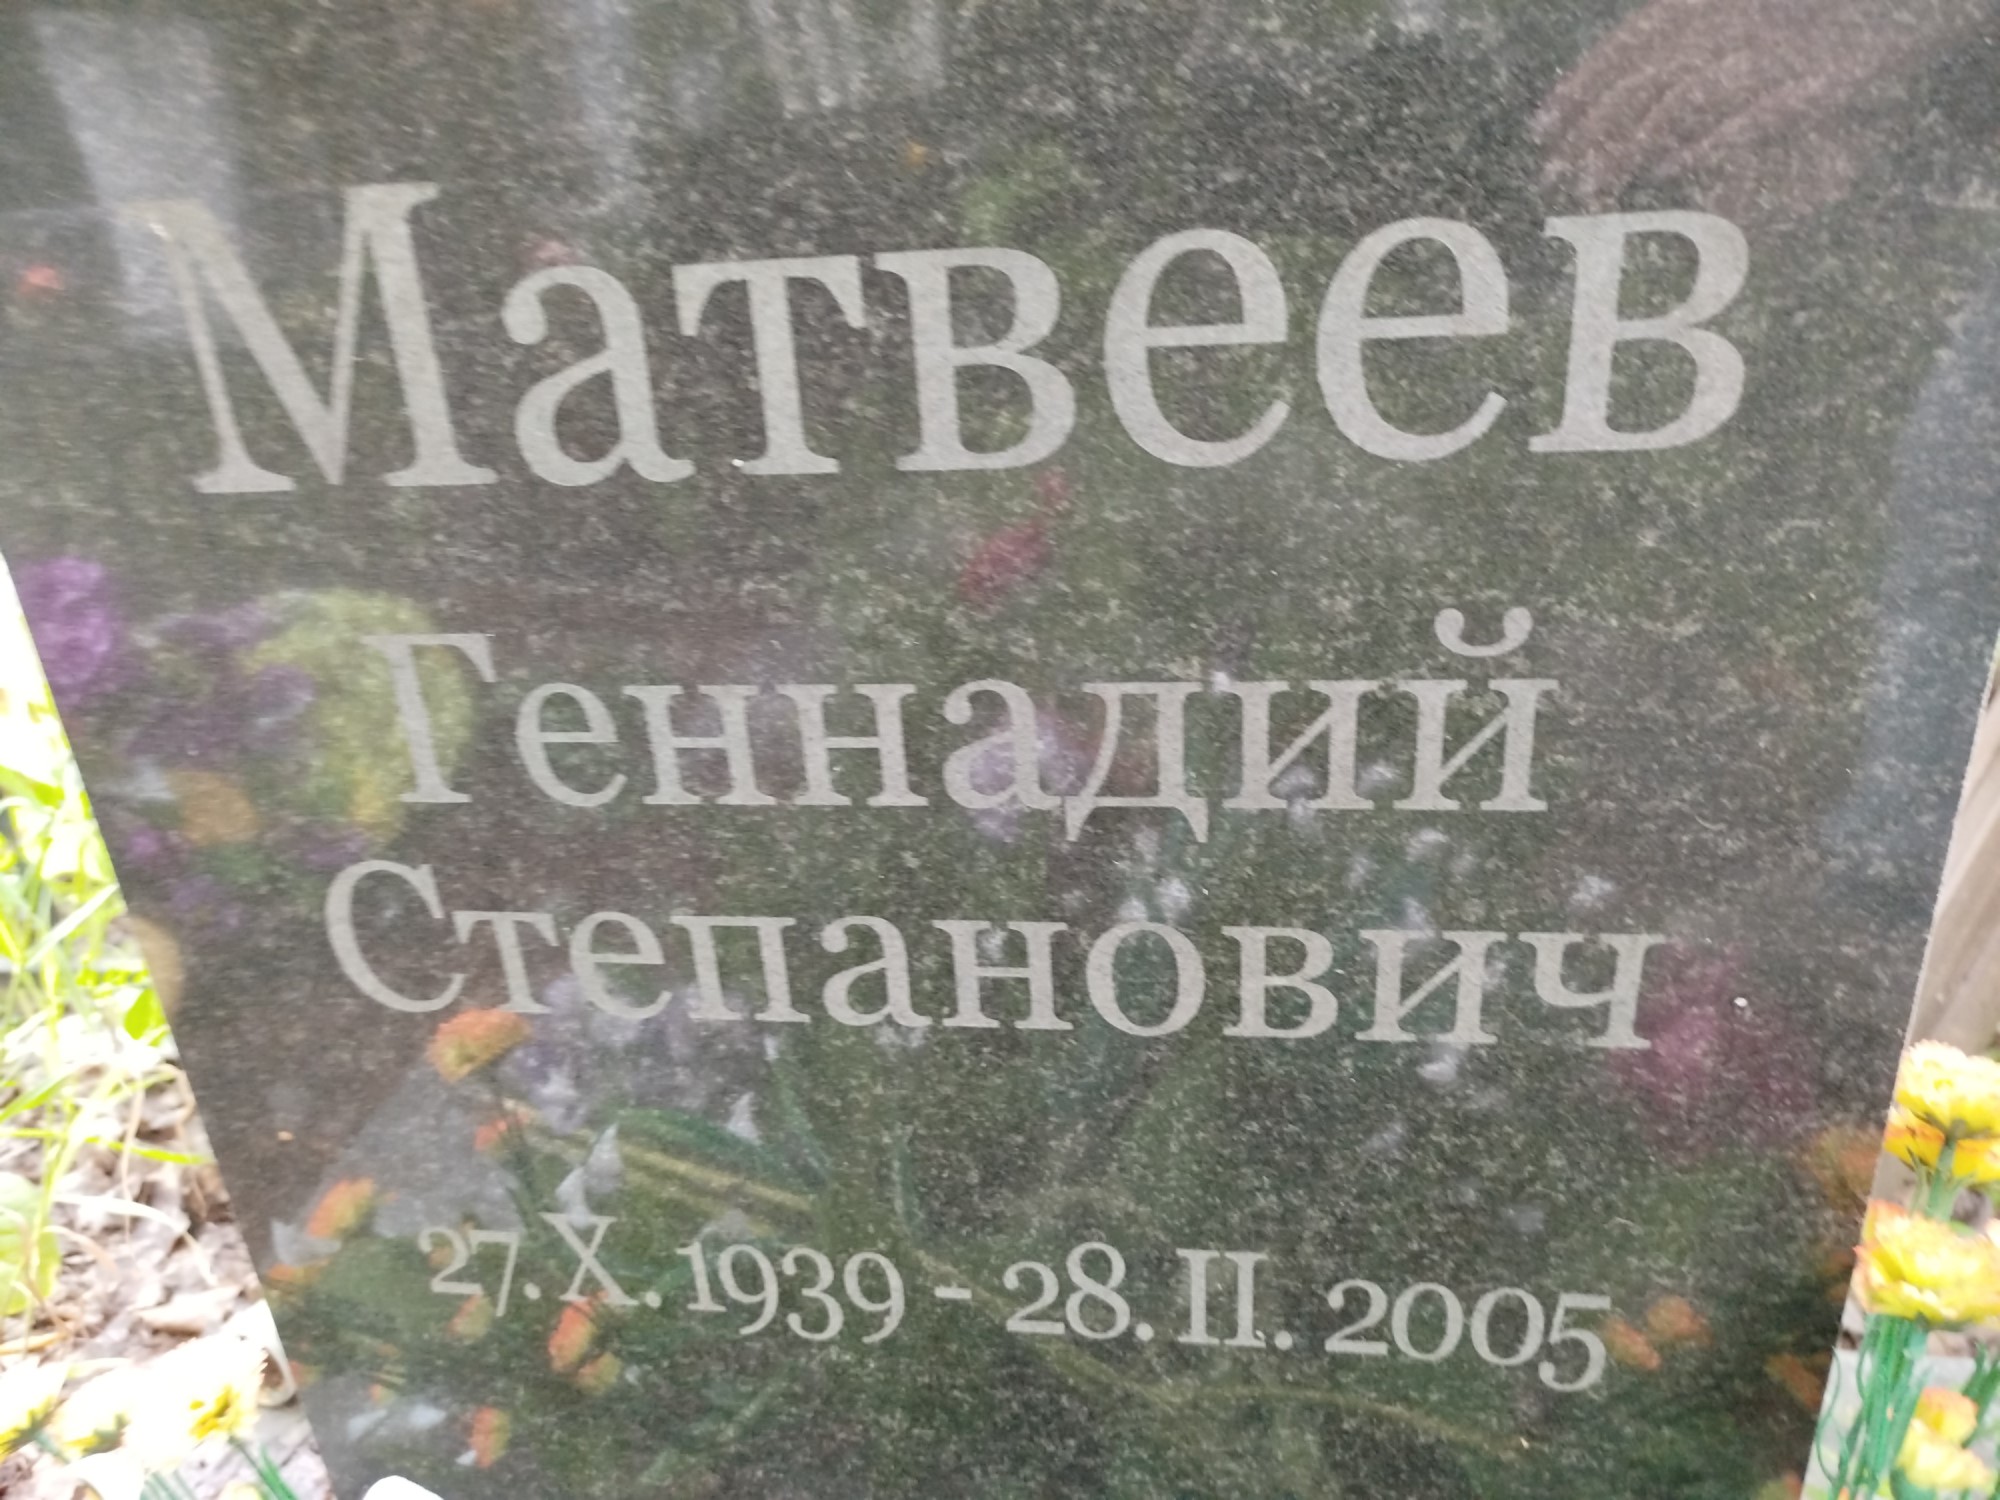 Матвеев
Геннадий
Степанович
27. X. 1939 - 28. II. 2005